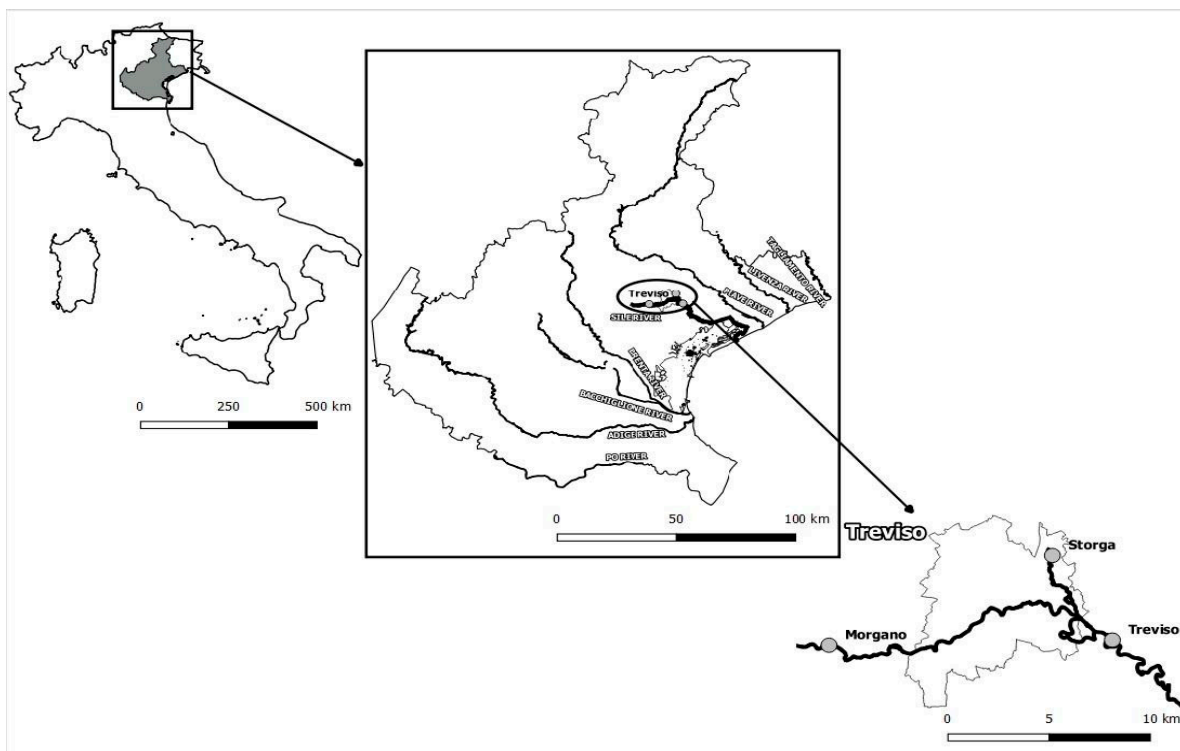 0 250 500 km
TAGLIAMENTO RIVER
LIVENZA RIVER
PIAVE RIVER
Treviso
SILE RIVER
BRENTA RIVER
BACCHIGLIONE RIVER
ADIGE RIVER
PO RIVER
0 50 100 km
Treviso
Storga
Morgano
Treviso
0 5 10 km